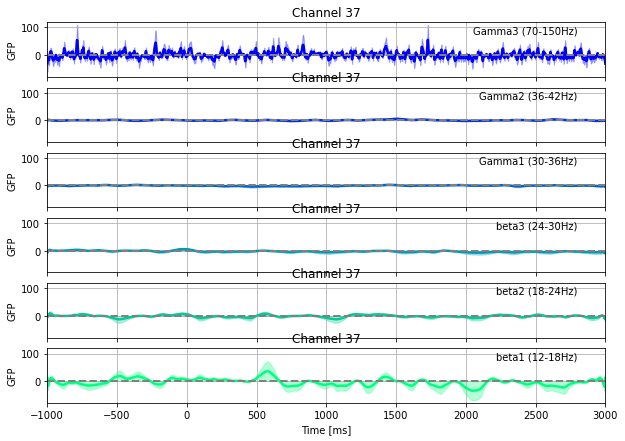 Channel 37
GFP
100
0
Gamma3 (70-150Hz)
Channel 37
GFP
100
0
Gamma2 (36-42Hz)
Channel 37
GFP
100
0
Gamma1 (30-36Hz)
Channel 37
GFP
100
0
beta3 (24-30Hz)
Channel 37
GFP
100
0
beta2 (18-24Hz)
Channel 37
GFP
100
0
beta1 (12-18Hz)
−1000 −500 0 500 1000 1500 2000 2500 3000
Time [ms]